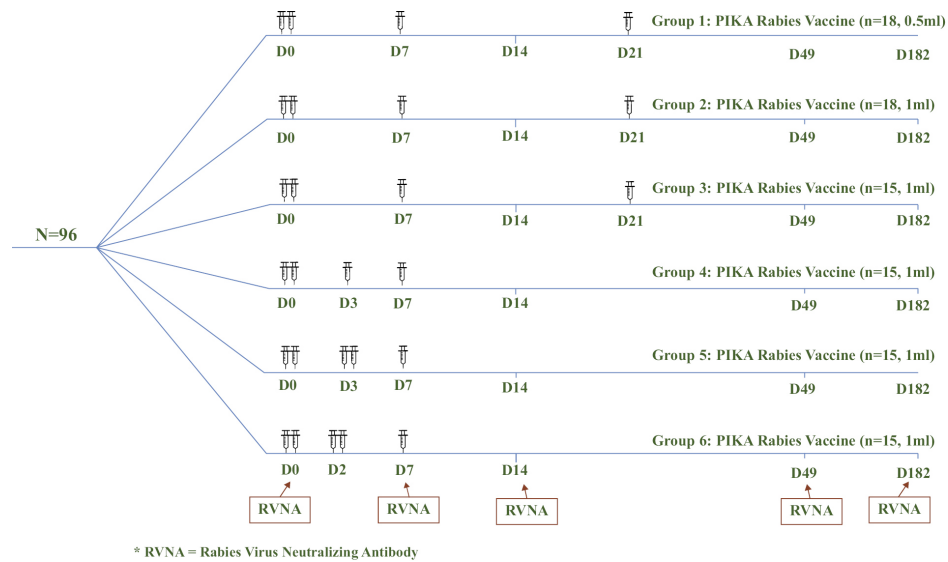 Group 1: PIKA Rabies Vaccine (n=18, 0.5ml)
D0 D7 D14 D21 D49 D182
Group 2: PIKA Rabies Vaccine (n=18, 1ml)
D0 D7 D14 D21 D49 D182
Group 3: PIKA Rabies Vaccine (n=15, 1ml)
D0 D7 D14 D21 D49 D182
N=96
Group 4: PIKA Rabies Vaccine (n=15, 1ml)
D0 D3 D7 D14 D49 D182
Group 5: PIKA Rabies Vaccine (n=15, 1ml)
D0 D3 D7 D14 D49 D182
Group 6: PIKA Rabies Vaccine (n=15, 1ml)
D0 D2 D7 D14 D49 D182
RVNA RVNA RVNA RVNA RVNA
* RVNA = Rabies Virus Neutralizing Antibody